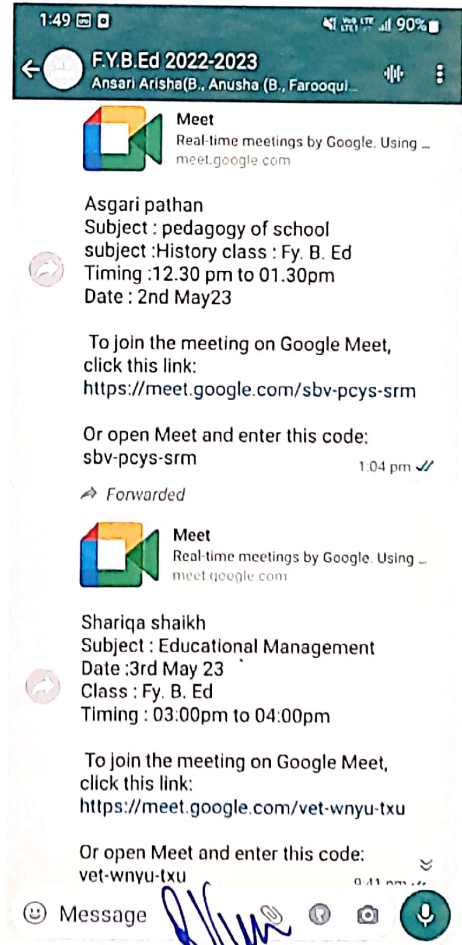 1:49 90%
F.Y.B.Ed 2022-2023
Ansari Arisha(B., Anusha (B., Farooqui...
Meet
Real-time meetings by Google. Using ...
meet.google.com
Asgari pathan
Subject : pedagogy of school
subject :History class : Fy. B. Ed
Timing :12.30 pm to 01.30pm
Date : 2nd May23
To join the meeting on Google Meet,
click this link:
https://meet.google.com/sbv-pcys-srm
Or open Meet and enter this code:
sbv-pcys-srm
1:04 pm
Forwarded
Meet
Real-time meetings by Google. Using ...
meet.google.com
Shariqa shaikh
Subject : Educational Management
Date :3rd May 23
Class : Fy. B. Ed
Timing : 03:00pm to 04:00pm
To join the meeting on Google Meet,
click this link:
https://meet.google.com/vet-wnyu-txu
Or open Meet and enter this code:
vet-wnyu-txu
Message